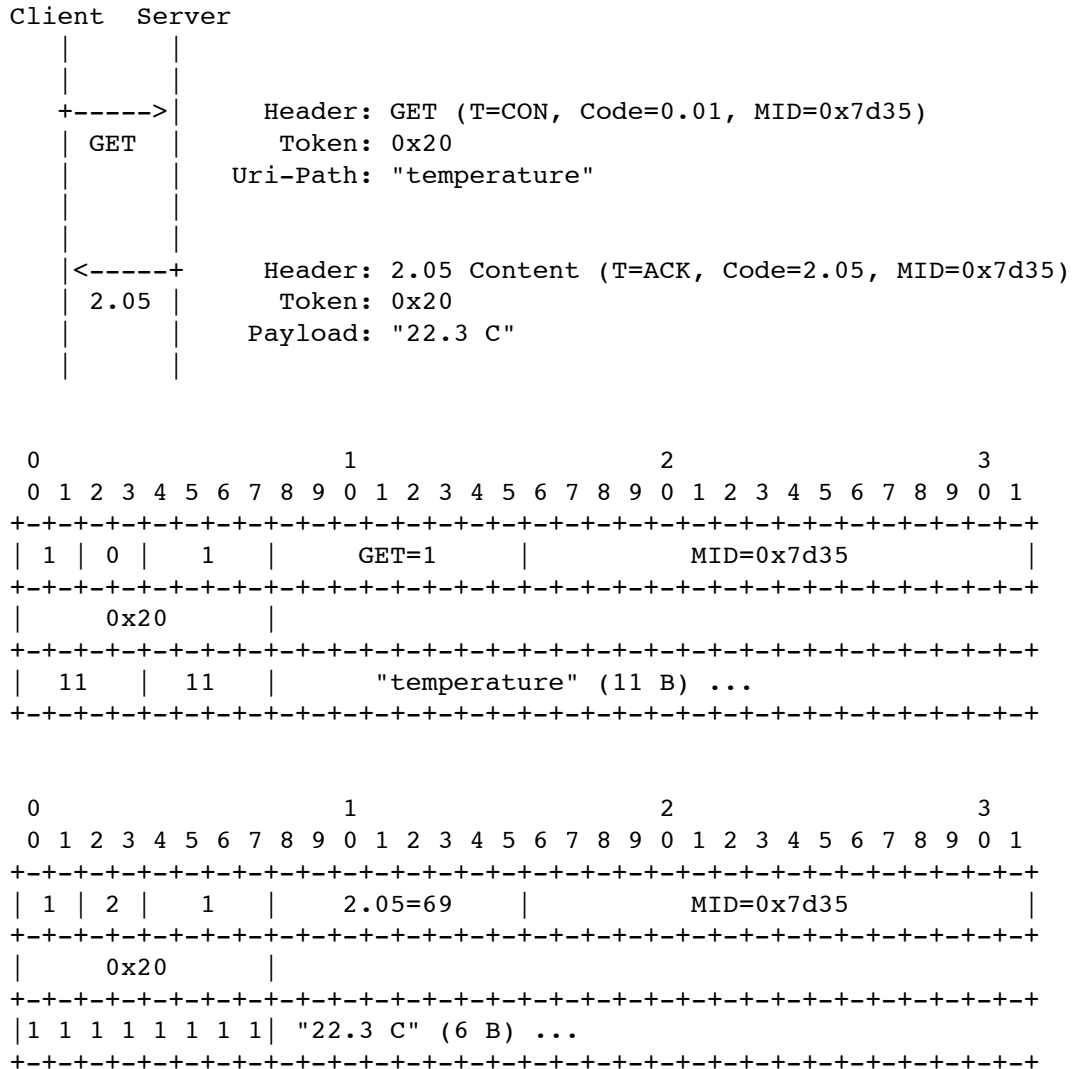 Client  Server
   |      |
   |      |
   +----->|     Header: GET (T=CON, Code=0.01, MID=0x7d35)
   | GET  |      Token: 0x20
   |      |   Uri-Path: "temperature"
   |      |
   |      |
   |<-----+     Header: 2.05 Content (T=ACK, Code=2.05, MID=0x7d35)
   | 2.05 |      Token: 0x20
   |      |    Payload: "22.3 C"
   |      |

 0                   1                   2                   3
 0 1 2 3 4 5 6 7 8 9 0 1 2 3 4 5 6 7 8 9 0 1 2 3 4 5 6 7 8 9 0 1
+-+-+-+-+-+-+-+-+-+-+-+-+-+-+-+-+-+-+-+-+-+-+-+-+-+-+-+-+-+-+-+-+
| 1 | 0 |   1   |     GET=1     |          MID=0x7d35           |
+-+-+-+-+-+-+-+-+-+-+-+-+-+-+-+-+-+-+-+-+-+-+-+-+-+-+-+-+-+-+-+-+
|     0x20      |
+-+-+-+-+-+-+-+-+-+-+-+-+-+-+-+-+-+-+-+-+-+-+-+-+-+-+-+-+-+-+-+-+
|  11   |  11   |      "temperature" (11 B) ...
+-+-+-+-+-+-+-+-+-+-+-+-+-+-+-+-+-+-+-+-+-+-+-+-+-+-+-+-+-+-+-+-+

 0                   1                   2                   3
 0 1 2 3 4 5 6 7 8 9 0 1 2 3 4 5 6 7 8 9 0 1 2 3 4 5 6 7 8 9 0 1
+-+-+-+-+-+-+-+-+-+-+-+-+-+-+-+-+-+-+-+-+-+-+-+-+-+-+-+-+-+-+-+-+
| 1 | 2 |   1   |    2.05=69    |          MID=0x7d35           |
+-+-+-+-+-+-+-+-+-+-+-+-+-+-+-+-+-+-+-+-+-+-+-+-+-+-+-+-+-+-+-+-+
|     0x20      |
+-+-+-+-+-+-+-+-+-+-+-+-+-+-+-+-+-+-+-+-+-+-+-+-+-+-+-+-+-+-+-+-+
|1 1 1 1 1 1 1 1| "22.3 C" (6 B) ...
+-+-+-+-+-+-+-+-+-+-+-+-+-+-+-+-+-+-+-+-+-+-+-+-+-+-+-+-+-+-+-+-+